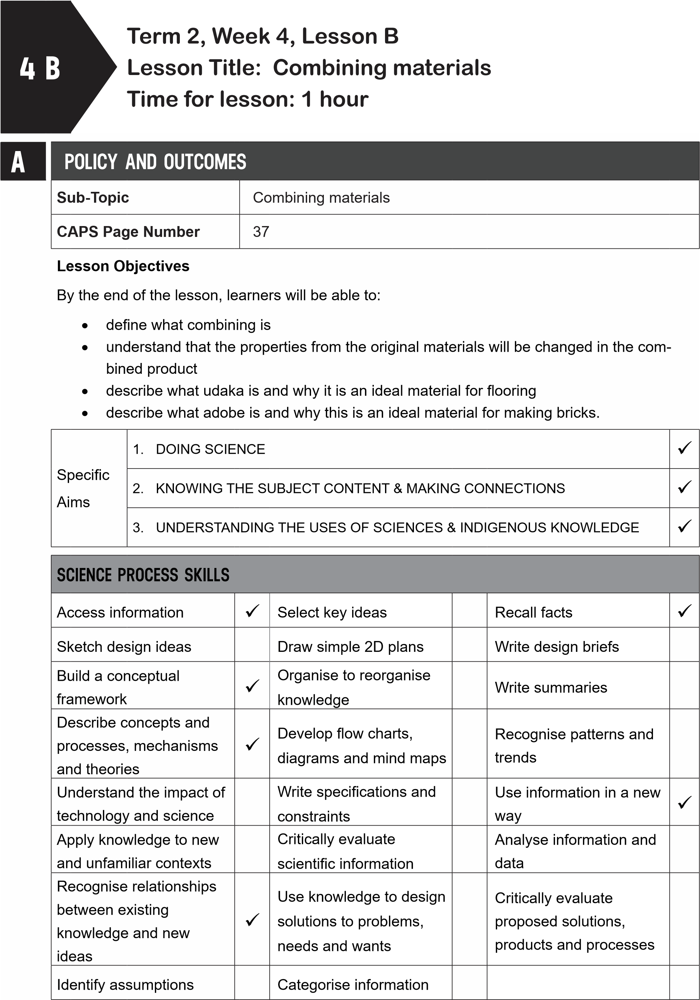 4 B
Term 2, Week 4, Lesson B
Lesson Title:  Combining materials
Time for lesson: 1 hour
A
POLICY AND OUTCOMES
Sub-Topic
Combining materials
CAPS Page Number
37
Lesson Objectives
By the end of the lesson, learners will be able to:
• define what combining is
• understand that the properties from the original materials will be changed in the com-
bined product
• describe what udaka is and why it is an ideal material for flooring
• describe what adobe is and why this is an ideal material for making bricks.
Specific
Aims
1. DOING SCIENCE ✓
2. KNOWING THE SUBJECT CONTENT & MAKING CONNECTIONS ✓
3. UNDERSTANDING THE USES OF SCIENCES & INDIGENOUS KNOWLEDGE ✓
SCIENCE PROCESS SKILLS
Access information ✓
Select key ideas
Recall facts ✓
Sketch design ideas
Draw simple 2D plans
Write design briefs
Build a conceptual
framework ✓
Organise to reorganise
knowledge
Write summaries
Describe concepts and
processes, mechanisms ✓
and theories
Develop flow charts,
diagrams and mind maps
Recognise patterns and
trends
Understand the impact of
technology and science
Write specifications and
constraints
Use information in a new
way ✓
Apply knowledge to new
and unfamiliar contexts
Critically evaluate
scientific information
Analyse information and
data
Recognise relationships
between existing
knowledge and new ✓
ideas
Use knowledge to design
solutions to problems,
needs and wants
Critically evaluate
proposed solutions,
products and processes
Identify assumptions
Categorise information